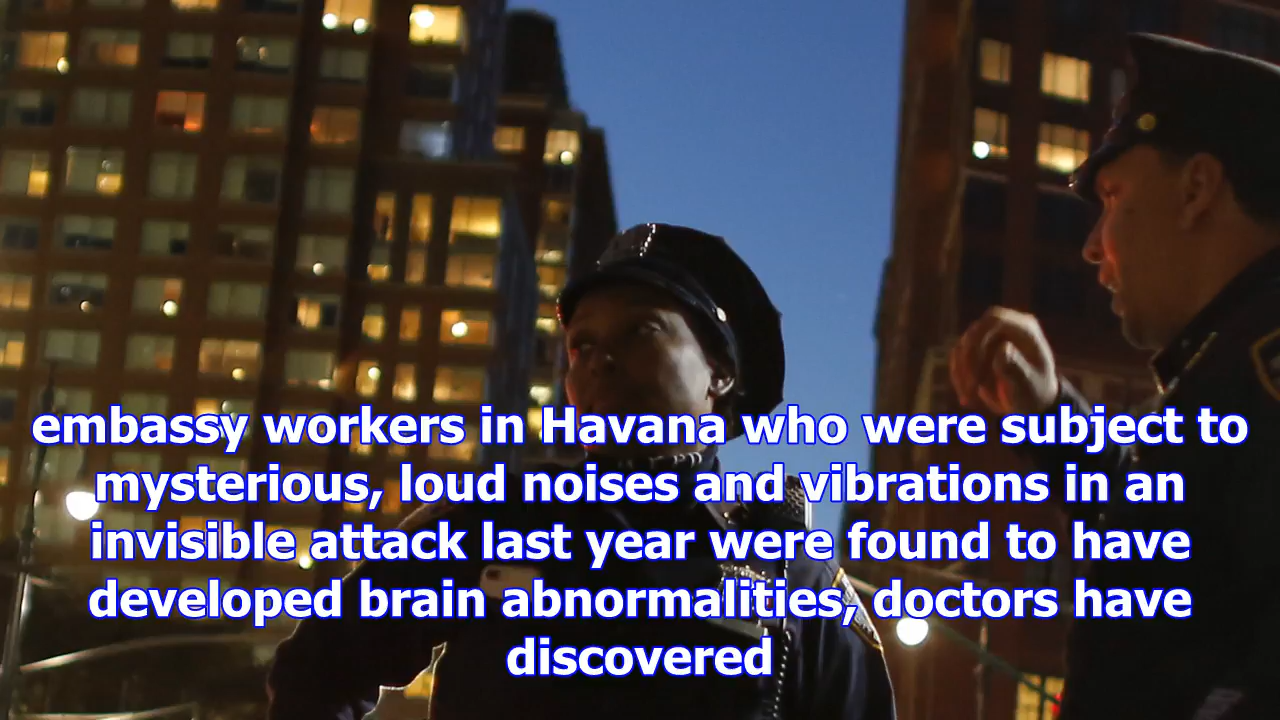 embassy workers in Havana who were subject to
mysterious, loud noises and vibrations in an
invisible attack last year were found to have
developed brain abnormalities, doctors have
discovered